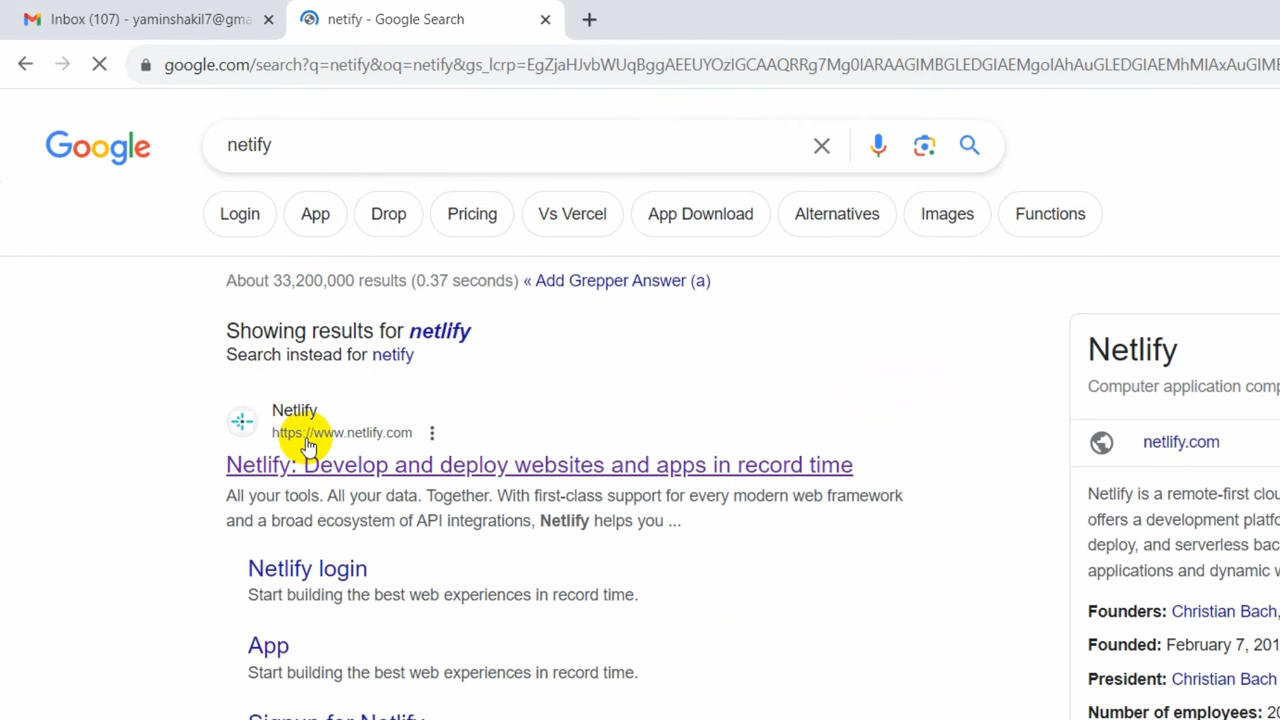 Inbox (107) - yaminshakil7@gma
netify - Google Search
google.com/search?q=netify&oq=netify&gs_lcrp=EgZjaHJvbWUqBggAEEUYOzIGCAAQRRg7Mg0IARAAGIMBGLEDGIAEMgoIAhAuGLEDGIAEMhMIAxAuGIME
Google
netify
Login
App
Drop
Pricing
Vs Vercel
App Download
Alternatives
Images
Functions
About 33,200,000 results (0.37 seconds) « Add Grepper Answer (a)
Showing results for netlify
Search instead for netify
Netlify
https://www.netlify.com
Netlify: Develop and deploy websites and apps in record time
All your tools. All your data. Together. With first-class support for every modern web framework
and a broad ecosystem of API integrations, Netlify helps you ...
Netlify login
Start building the best web experiences in record time.
App
Start building the best web experiences in record time.
Signup for Netlify
Netlify
Computer application comp
netlify.com
Netlify is a remote-first clou
offers a development platfo
deploy, and serverless bac
applications and dynamic w
Founders: Christian Bach,
Founded: February 7, 201
President: Christian Bach
Number of employees: 20